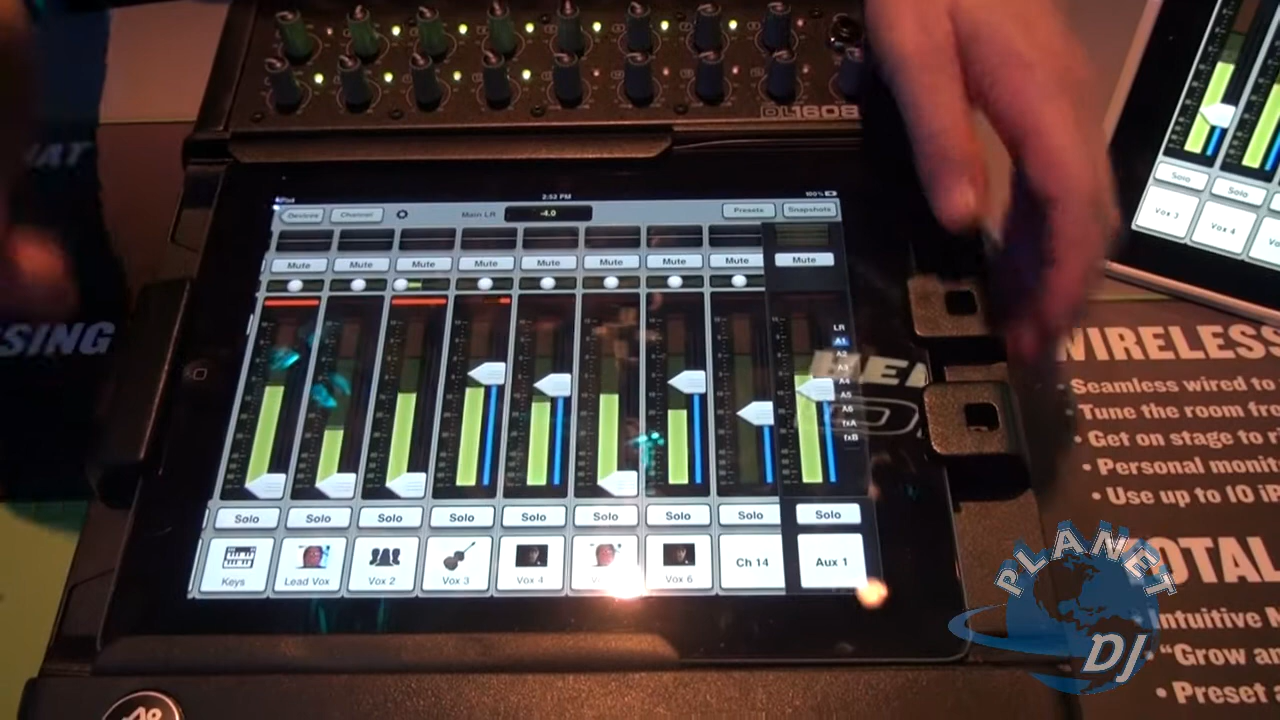 DL1608
iPod
2:52 PM
100%
Devices
Channel
Main LR
-4.0
Presets
Snapshots
Mute Mute Mute Mute Mute Mute Mute Mute Mute
LR
A1
A2
A3
A4
A5
A6
fxA
fxB
Solo Solo Solo Solo Solo Solo Solo Solo Solo
Keys
Lead Vox
Vox 2
Vox 3
Vox 4
Vox 6
Ch 14
Aux 1
Solo
Solo
Vox 3
Vox 4
SING
WIRELESS
• Seamless wired to
• Tune the room fro
• Get on stage to
• Personal monit
• Use up to 10 iP
TOTAL
Intuitive
• "Grow an
• Preset a
PLANET
DJ